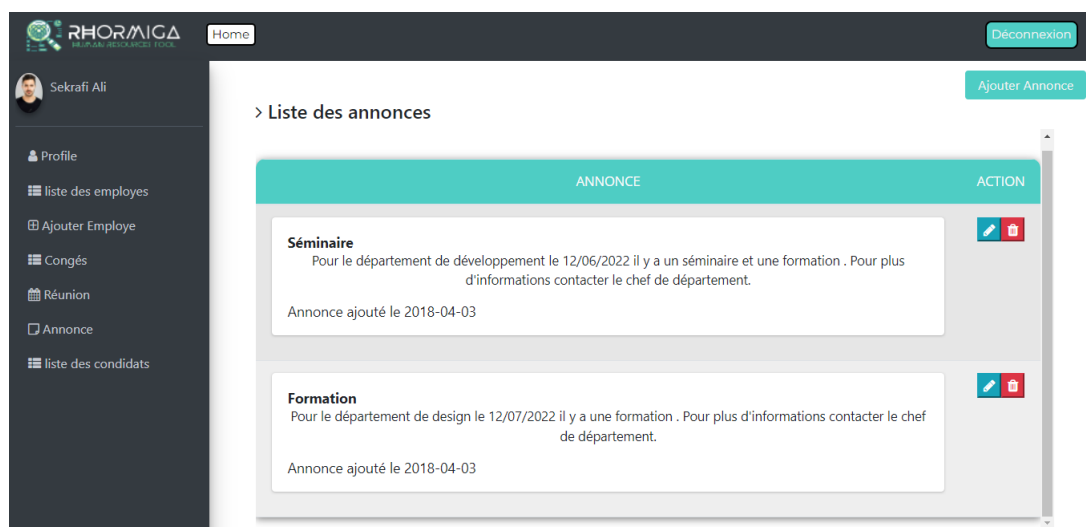 RHORMIGA
HUMAN RESOURCES TOOL
Home
Déconnexion
Sekrafi Ali
Profile
liste des employes
Ajouter Employe
Congés
Réunion
Annonce
liste des condidats
Ajouter Annonce
> Liste des annonces
ANNONCE
ACTION
Séminaire
Pour le département de développement le 12/06/2022 il y a un séminaire et une formation . Pour plus
d'informations contacter le chef de département.
Annonce ajouté le 2018-04-03
Formation
Pour le département de design le 12/07/2022 il y a une formation . Pour plus d'informations contacter le chef
de département.
Annonce ajouté le 2018-04-03